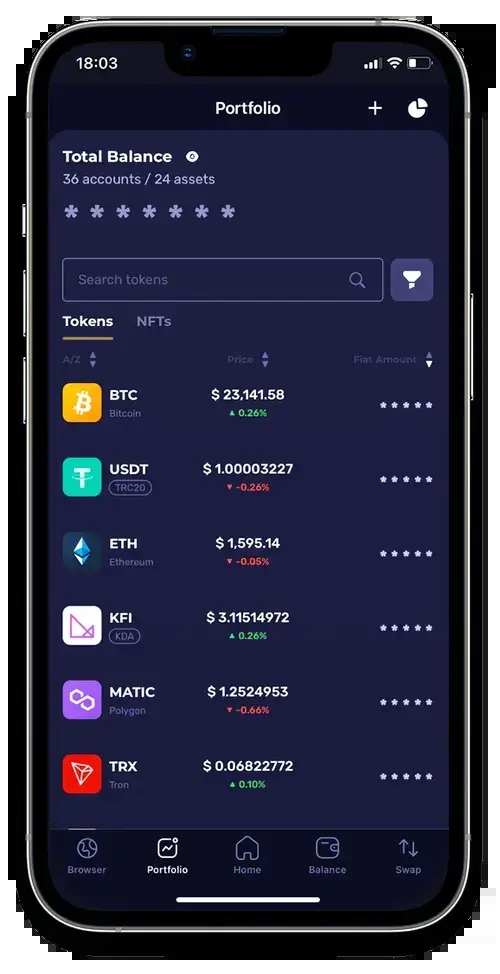 18:03
Portfolio
Total Balance
36 accounts / 24 assets
* * * * * * *
Search tokens
Tokens NFTs
A/Z Price Fiat Amount
BTC $ 23,141.58 * * * * *
Bitcoin ▲ 0.26%
USDT $ 1.00003227 * * * * *
TRC20 ▼ -0.26%
ETH $ 1,595.14 * * * * *
Ethereum ▼ -0.05%
KFI $ 3.11514972 * * * * *
KDA ▲ 0.26%
MATIC $ 1.2524953 * * * * *
Polygon ▼ -0.66%
TRX $ 0.06822772 * * * * *
Tron ▲ 0.10%
Browser Portfolio Home Balance Swap